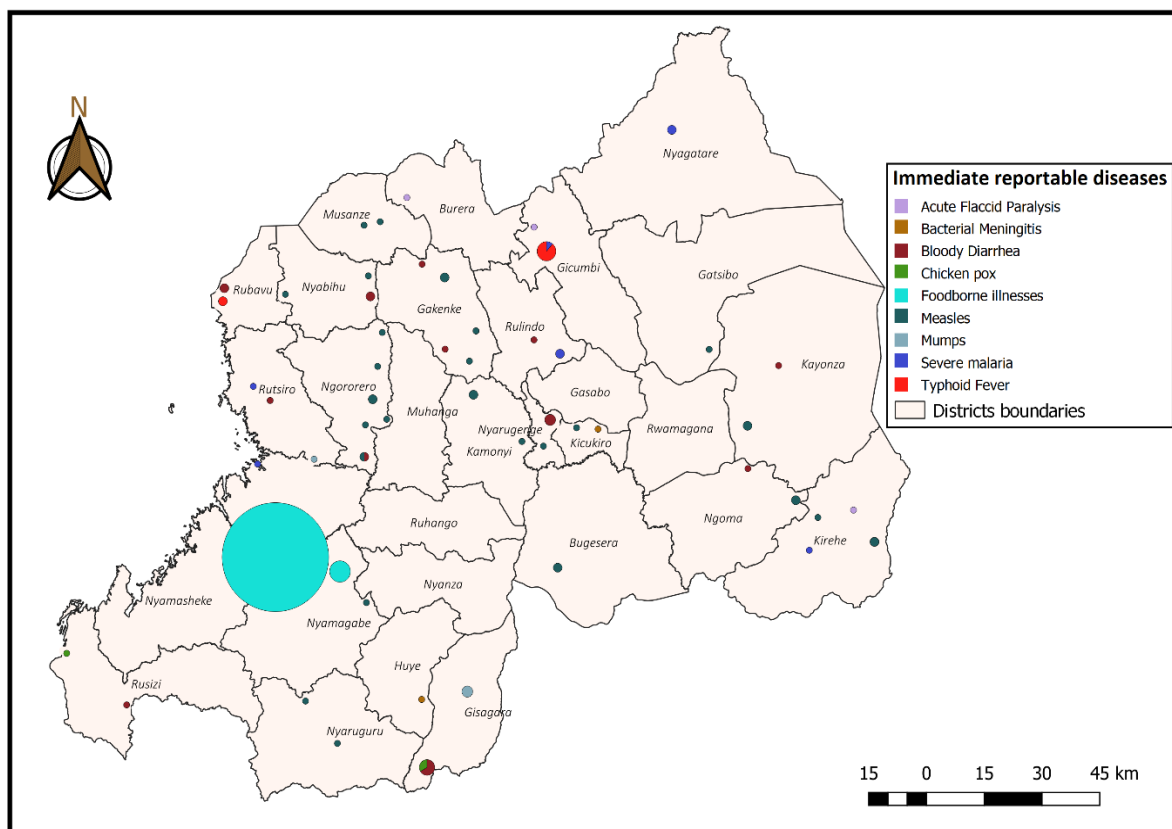 N
Nyagatare
Immediate reportable diseases
Acute Flaccid Paralysis
Bacterial Meningitis
Bloody Diarrhea
Chicken pox
Foodborne illnesses
Measles
Mumps
Severe malaria
Typhoid Fever
Districts boundaries
Musanze
Burera
Gicumbi
Gatsibo
Rubavu
Nyabihu
Gakenke
Rulindo
Kayonza
Rutsiro
Ngororero
Muhanga
Gasabo
Nyarugenge
Rwamagana
Kicukiro
Kamonyi
Ruhango
Bugesera
Ngoma
Kirehe
Nyanza
Nyamasheke
Nyamagabe
Huye
Rusizi
Gisagara
Nyaruguru
15 0 15 30 45 km